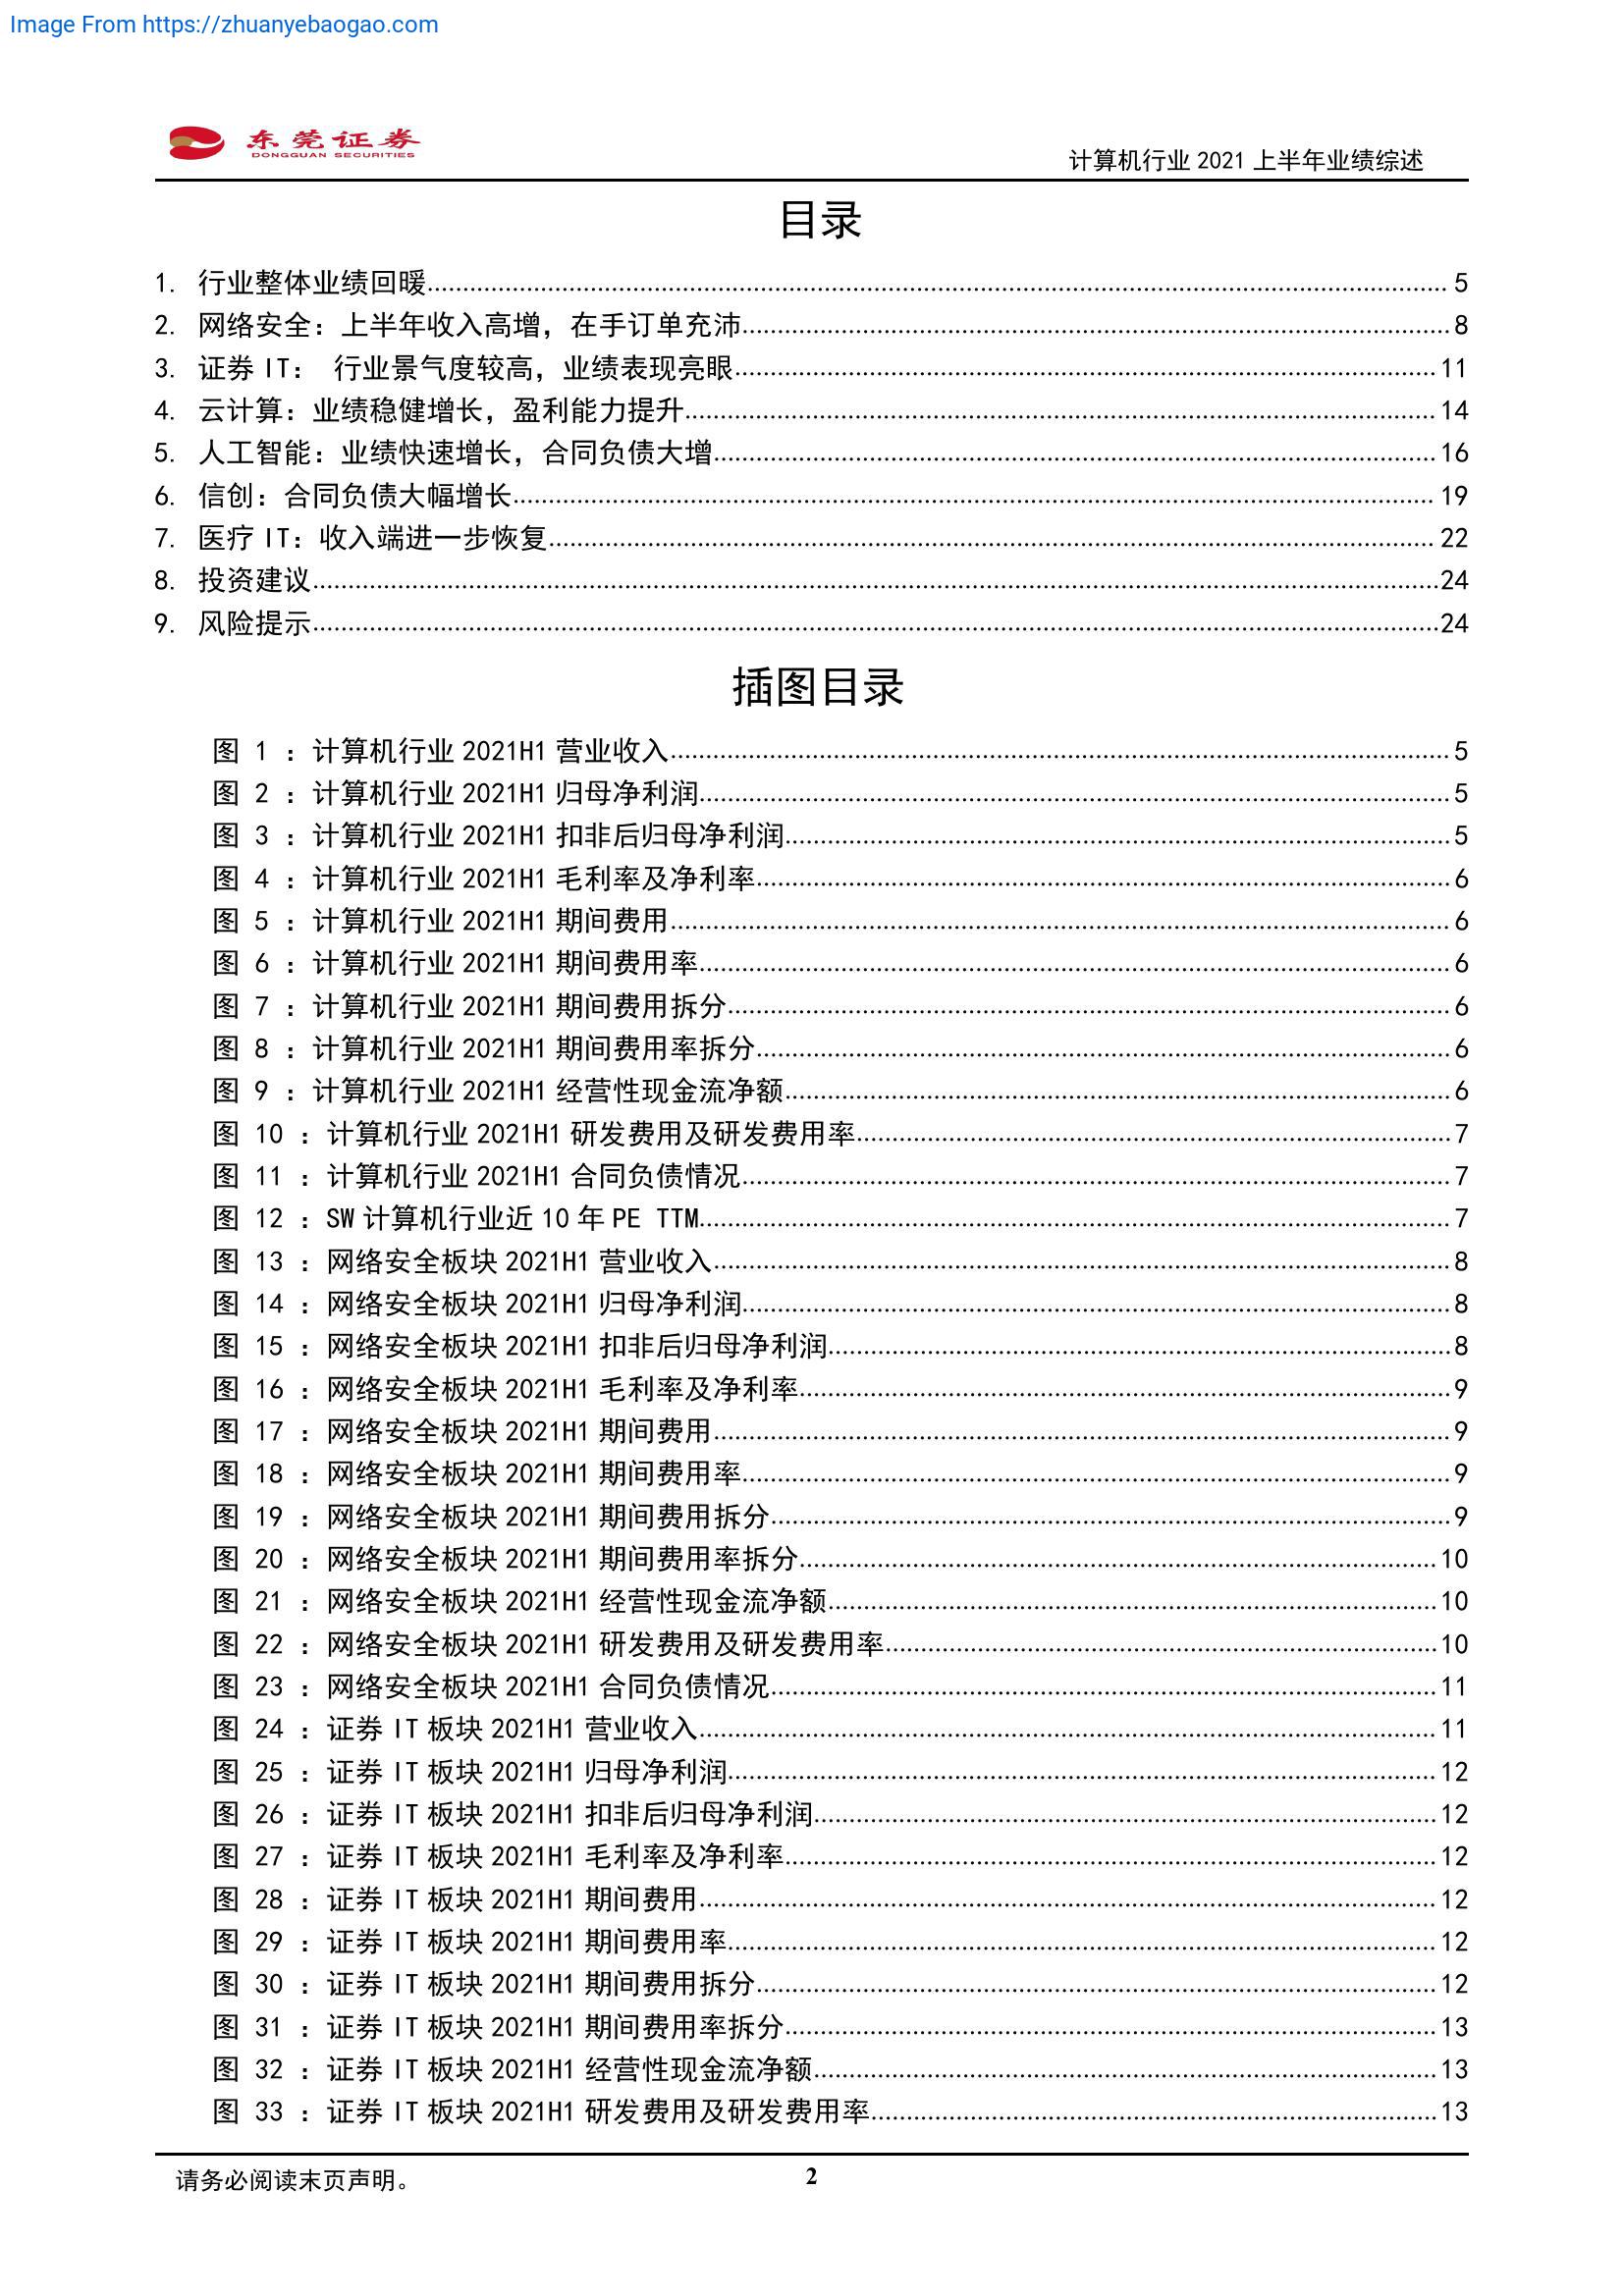 Image From https://zhuanyebaogao.com
东莞证券
DONGGUAN SECURITIES
计算机行业 2021 上半年业绩综述
目录
1. 行业整体业绩回暖 5
2. 网络安全：上半年收入高增，在手订单充沛 8
3. 证券 IT： 行业景气度较高，业绩表现亮眼 11
4. 云计算：业绩稳健增长，盈利能力提升 14
5. 人工智能：业绩快速增长，合同负债大增 16
6. 信创：合同负债大幅增长 19
7. 医疗 IT：收入端进一步恢复 22
8. 投资建议 24
9. 风险提示 24
插图目录
图 1 ：计算机行业 2021H1 营业收入 5
图 2 ：计算机行业 2021H1 归母净利润 5
图 3 ：计算机行业 2021H1 扣非后归母净利润 5
图 4 ：计算机行业 2021H1 毛利率及净利率 6
图 5 ：计算机行业 2021H1 期间费用 6
图 6 ：计算机行业 2021H1 期间费用率 6
图 7 ：计算机行业 2021H1 期间费用拆分 6
图 8 ：计算机行业 2021H1 期间费用率拆分 6
图 9 ：计算机行业 2021H1 经营性现金流净额 6
图 10 ：计算机行业 2021H1 研发费用及研发费用率 7
图 11 ：计算机行业 2021H1 合同负债情况 7
图 12 ：SW 计算机行业近 10 年 PE TTM 7
图 13 ：网络安全板块 2021H1 营业收入 8
图 14 ：网络安全板块 2021H1 归母净利润 8
图 15 ：网络安全板块 2021H1 扣非后归母净利润 8
图 16 ：网络安全板块 2021H1 毛利率及净利率 9
图 17 ：网络安全板块 2021H1 期间费用 9
图 18 ：网络安全板块 2021H1 期间费用率 9
图 19 ：网络安全板块 2021H1 期间费用拆分 9
图 20 ：网络安全板块 2021H1 期间费用率拆分 10
图 21 ：网络安全板块 2021H1 经营性现金流净额 10
图 22 ：网络安全板块 2021H1 研发费用及研发费用率 10
图 23 ：网络安全板块 2021H1 合同负债情况 11
图 24 ：证券 IT 板块 2021H1 营业收入 11
图 25 ：证券 IT 板块 2021H1 归母净利润 12
图 26 ：证券 IT 板块 2021H1 扣非后归母净利润 12
图 27 ：证券 IT 板块 2021H1 毛利率及净利率 12
图 28 ：证券 IT 板块 2021H1 期间费用 12
图 29 ：证券 IT 板块 2021H1 期间费用率 12
图 30 ：证券 IT 板块 2021H1 期间费用拆分 12
图 31 ：证券 IT 板块 2021H1 期间费用率拆分 13
图 32 ：证券 IT 板块 2021H1 经营性现金流净额 13
图 33 ：证券 IT 板块 2021H1 研发费用及研发费用率 13
请务必阅读末页声明。
2